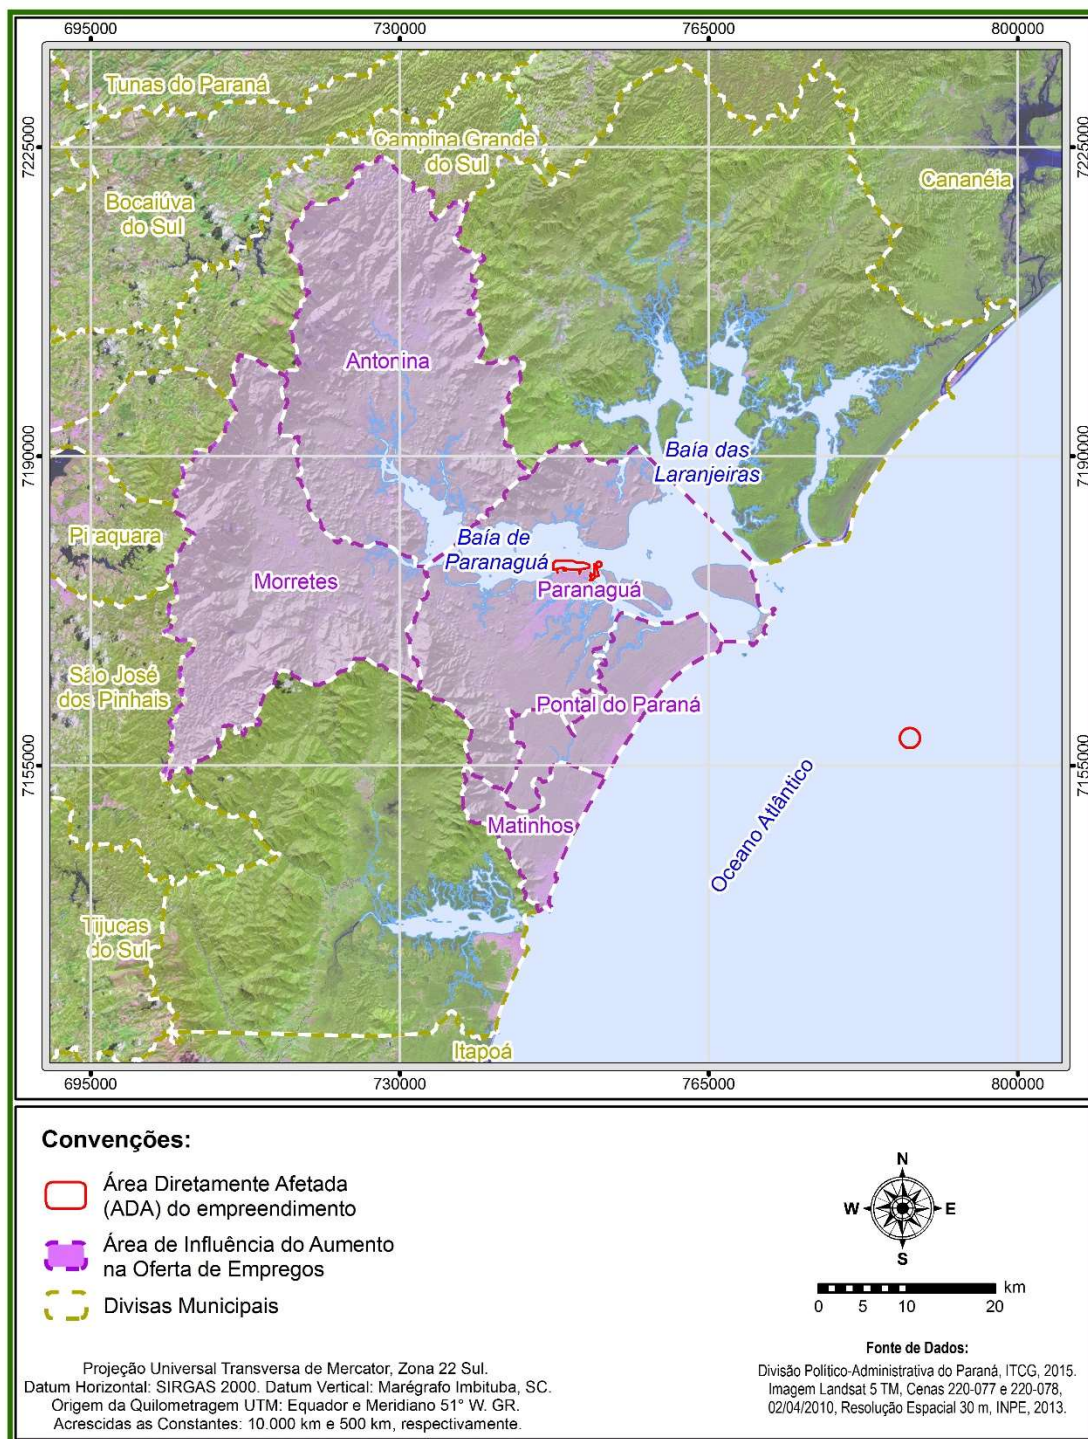 695000
730000
765000
800000
Tunas do Paraná
Campina Grande
do Sul
7225000
7225000
Cananéia
Bocaiúva
do Sul
Antonina
7190000
Baía das
Laranjeiras
7190000
Piraquara
Baía de
Paranaguá
Morretes
Paranaguá
São José
dos Pinhais
Pontal do Paraná
7155000
7155000
Oceano Atlântico
Matinhos
Tijucas
do Sul
Itapoá
695000
730000
765000
800000
Convenções:
Área Diretamente Afetada
(ADA) do empreendimento
Área de Influência do Aumento
na Oferta de Empregos
Divisas Municipais
N
W
E
S
km
0 5 10 20
Projeção Universal Transversa de Mercator, Zona 22 Sul.
Datum Horizontal: SIRGAS 2000. Datum Vertical: Marégrafo Imbituba, SC.
Origem da Quilometragem UTM: Equador e Meridiano 51° W. GR.
Acrescidas as Constantes: 10.000 km e 500 km, respectivamente.
Fonte de Dados:
Divisão Político-Administrativa do Paraná, ITCG, 2015.
Imagem Landsat 5 TM, Cenas 220-077 e 220-078,
02/04/2010, Resolução Espacial 30 m, INPE, 2013.